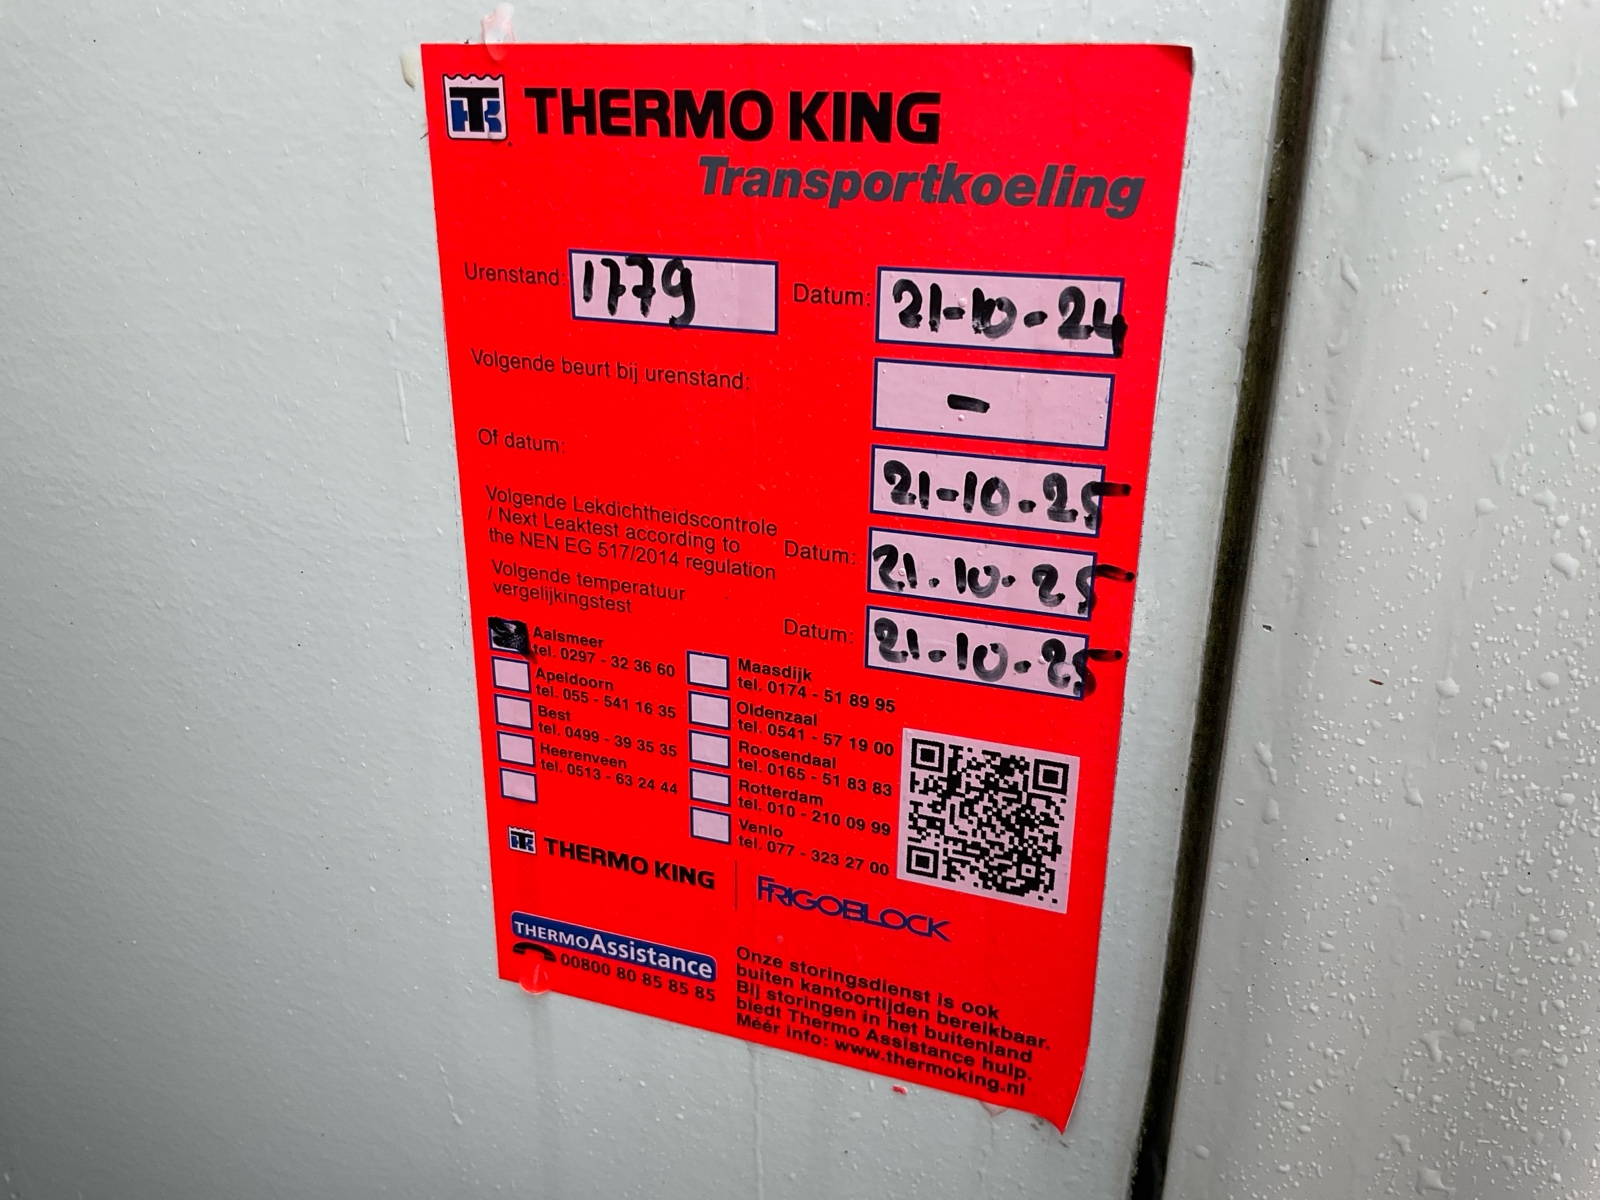 THERMO KING
Transportkoeling
Urenstand: 1779 Datum: 21-10-24
Volgende beurt bij urenstand: -
Of datum: 21-10-25
Volgende Lekdichtheidscontrole
/ Next Leaktest according to
the NEN EG 517/2014 regulation Datum: 21.10.25
Volgende temperatuur
vergelijkingstest Datum: 21-10-25
Aalsmeer
tel. 0297 - 32 36 60
Apeldoorn
tel. 055 - 541 16 35
Best
tel. 0499 - 39 35 35
Heerenveen
tel. 0513 - 63 24 44
Maasdijk
tel. 0174 - 51 89 95
Oldenzaal
tel. 0541 - 57 19 00
Roosendaal
tel. 0165 - 51 83 83
Rotterdam
tel. 010 - 210 09 99
Venlo
tel. 077 - 323 27 00
THERMO KING
FRIGOBLOCK
THERMOAssistance
00800 80 85 85 85
Onze storingsdienst is ook
buiten kantoortijden bereikbaar.
Bij storingen in het buitenland
biedt Thermo Assistance hulp.
Méér info: www.thermoking.nl